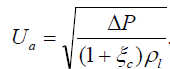 U_a = \sqrt{\frac{\Delta P}{(1 + \xi_c)\rho_l}}.